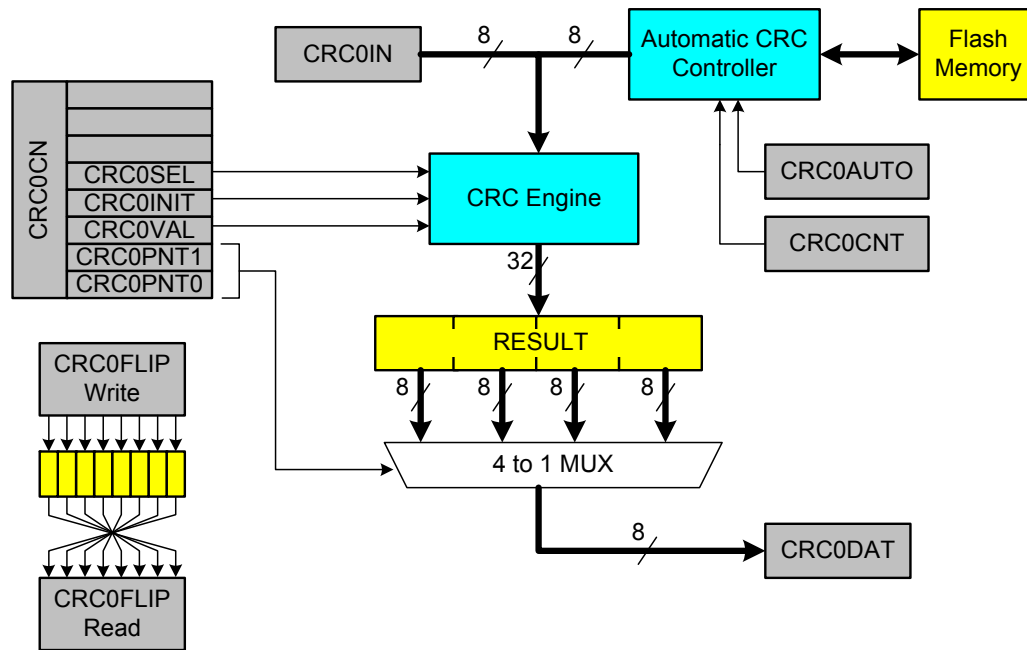 CRC0IN
8
8
Automatic CRC
Controller
Flash
Memory
CRC0CN
CRC0SEL
CRC0INIT
CRC0VAL
CRC0PNT1
CRC0PNT0
CRC Engine
CRC0AUTO
CRC0CNT
32
RESULT
8
8
8
8
4 to 1 MUX
8
CRC0DAT
CRC0FLIP
Write
CRC0FLIP
Read